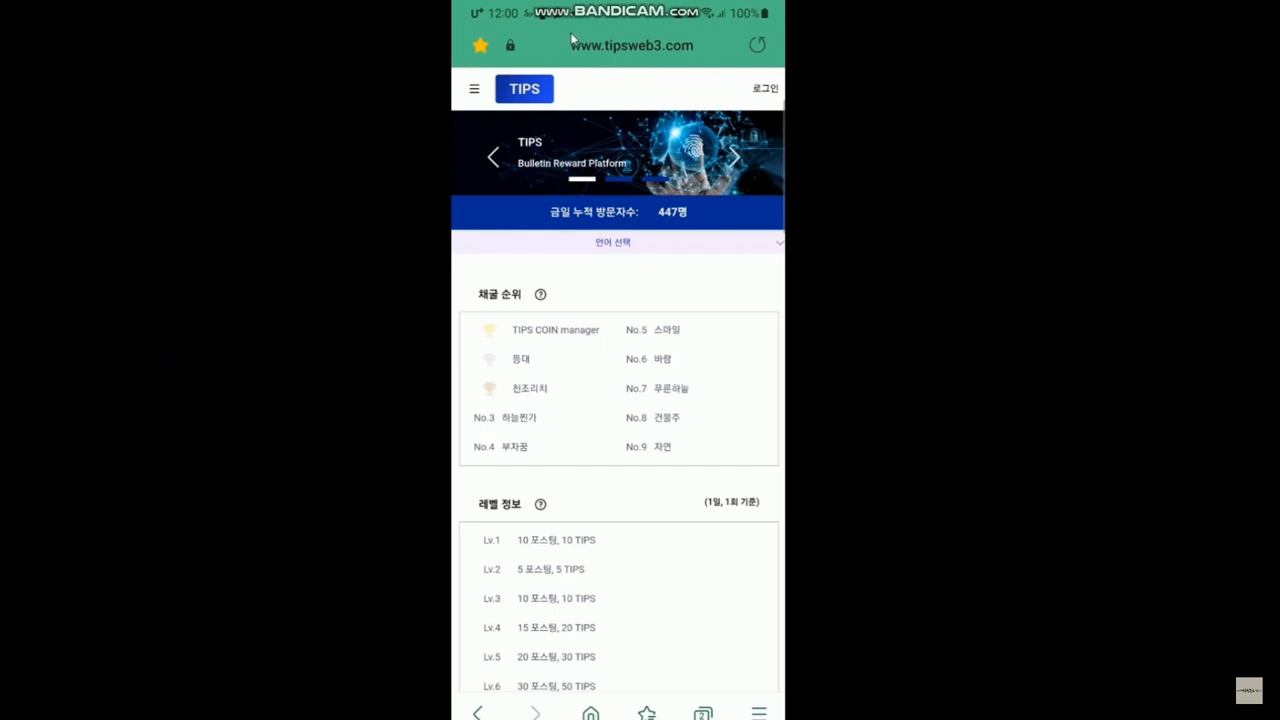 www.BANDICAM.com
U+ 12:00
100%
www.tipsweb3.com
TIPS
로그인
TIPS
Bulletin Reward Platform
금일 누적 방문자수: 447명
언어 선택
채굴 순위
TIPS COIN manager
No.5 스마일
등대
No.6 바람
천조리치
No.7 푸른하늘
No.3 하늘찐가
No.8 건물주
No.4 부자꿈
No.9 자연
레벨 정보
(1일, 1회 기준)
Lv.1 10 포스팅, 10 TIPS
Lv.2 5 포스팅, 5 TIPS
Lv.3 10 포스팅, 10 TIPS
Lv.4 15 포스팅, 20 TIPS
Lv.5 20 포스팅, 30 TIPS
Lv.6 30 포스팅, 50 TIPS
2